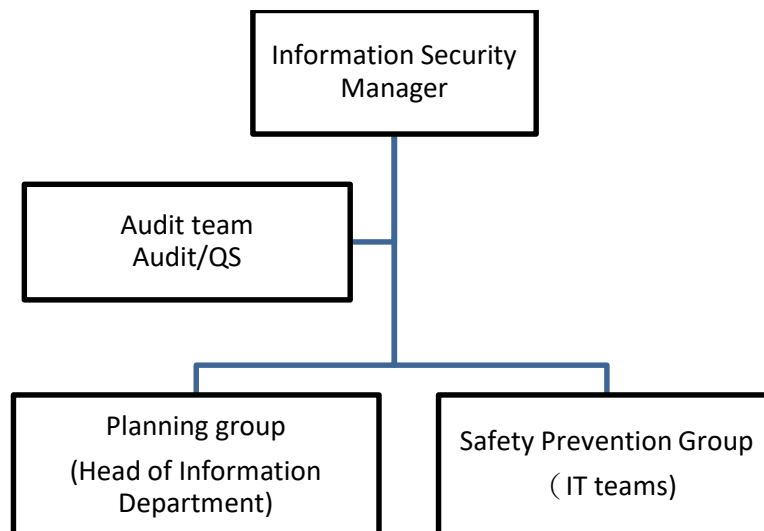 Information Security
Manager
Audit team
Audit/QS
Planning group
(Head of Information
Department)
Safety Prevention Group
（IT teams)